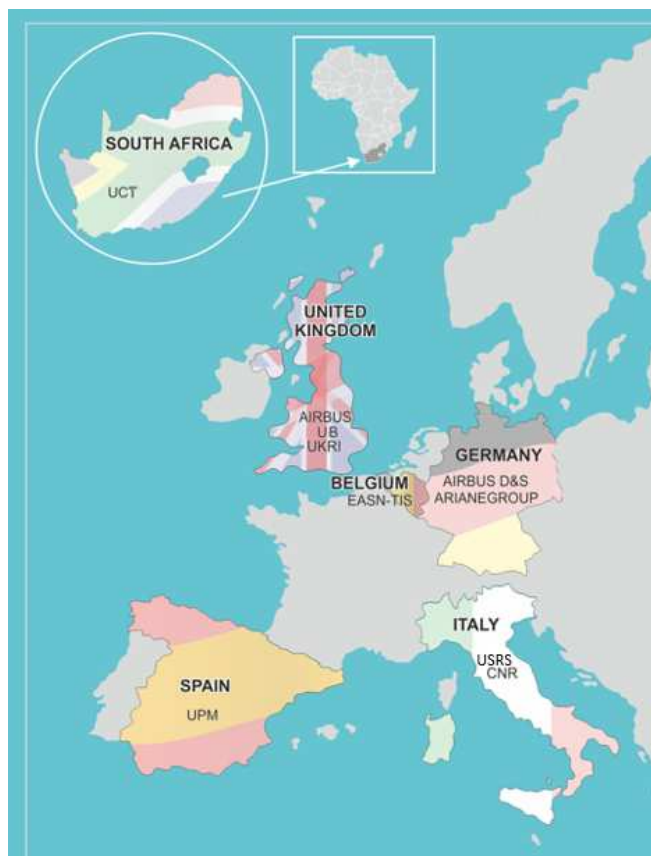 SOUTH AFRICA
UCT
UNITED
KINGDOM
AIRBUS
UB
UKRI
GERMANY
AIRBUS D&S
ARIANEGROUP
BELGIUM
EASN-TIS
ITALY
USRS
CNR
SPAIN
UPM